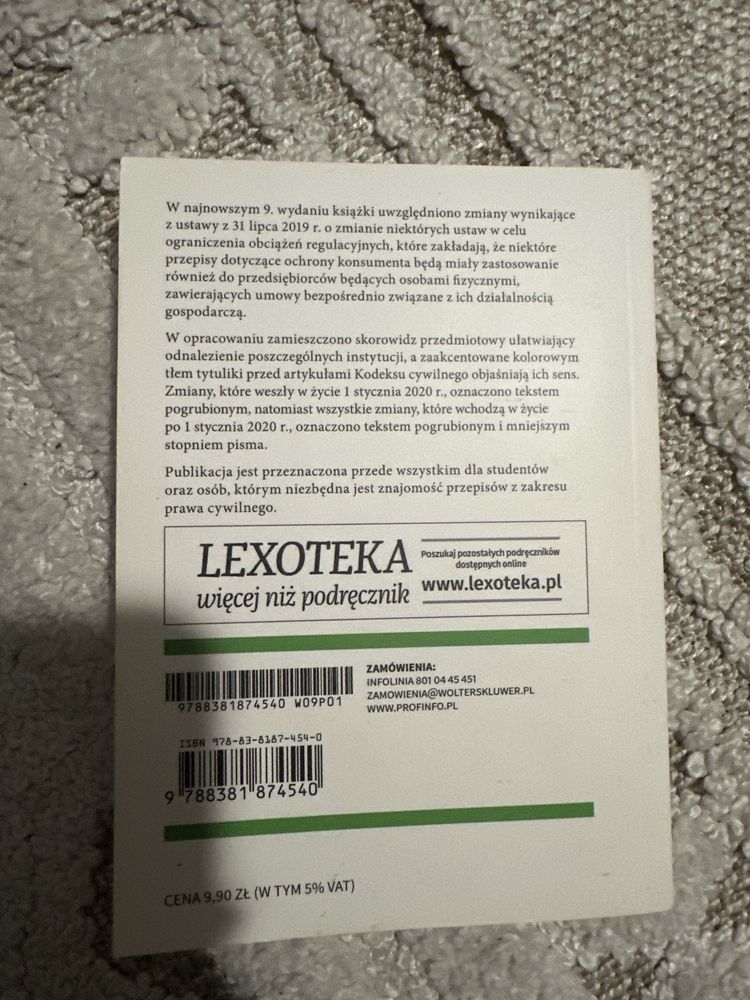 W najnowszym 9. wydaniu książki uwzględniono zmiany wynikające
z ustawy z 31 lipca 2019 r. o zmianie niektórych ustaw w celu
ograniczenia obciążeń regulacyjnych, które zakładają, że niektóre
przepisy dotyczące ochrony konsumenta będą miały zastosowanie
również do przedsiębiorców będących osobami fizycznymi,
zawierających umowy bezpośrednio związane z ich działalnością
gospodarczą.
W opracowaniu zamieszczono skorowidz przedmiotowy ułatwiający
odnalezienie poszczególnych instytucji, a zaakcentowane kolorowym
tłem tytuliki przed artykułami Kodeksu cywilnego objaśniają ich sens.
Zmiany, które weszły w życie 1 stycznia 2020 r., oznaczono tekstem
pogrubionym, natomiast wszystkie zmiany, które wchodzą w życie
po 1 stycznia 2020 r., oznaczono tekstem pogrubionym i mniejszym
stopniem pisma.
Publikacja jest przeznaczona przede wszystkim dla studentów
oraz osób, którym niezbędna jest znajomość przepisów z zakresu
prawa cywilnego.
LEXOTEKA
więcej niż podręcznik
Poszukaj pozostałych podręczników
dostępnych online
www.lexoteka.pl
9788381874540 W09P01
ZAMÓWIENIA:
INFOLINIA 801 04 45 451
ZAMOWIENIA@WOLTERSKLUWER.PL
WWW.PROFINFO.PL
ISBN 978-83-8187-454-0
9 788381 874540
CENA 9,90 ZŁ (W TYM 5% VAT)